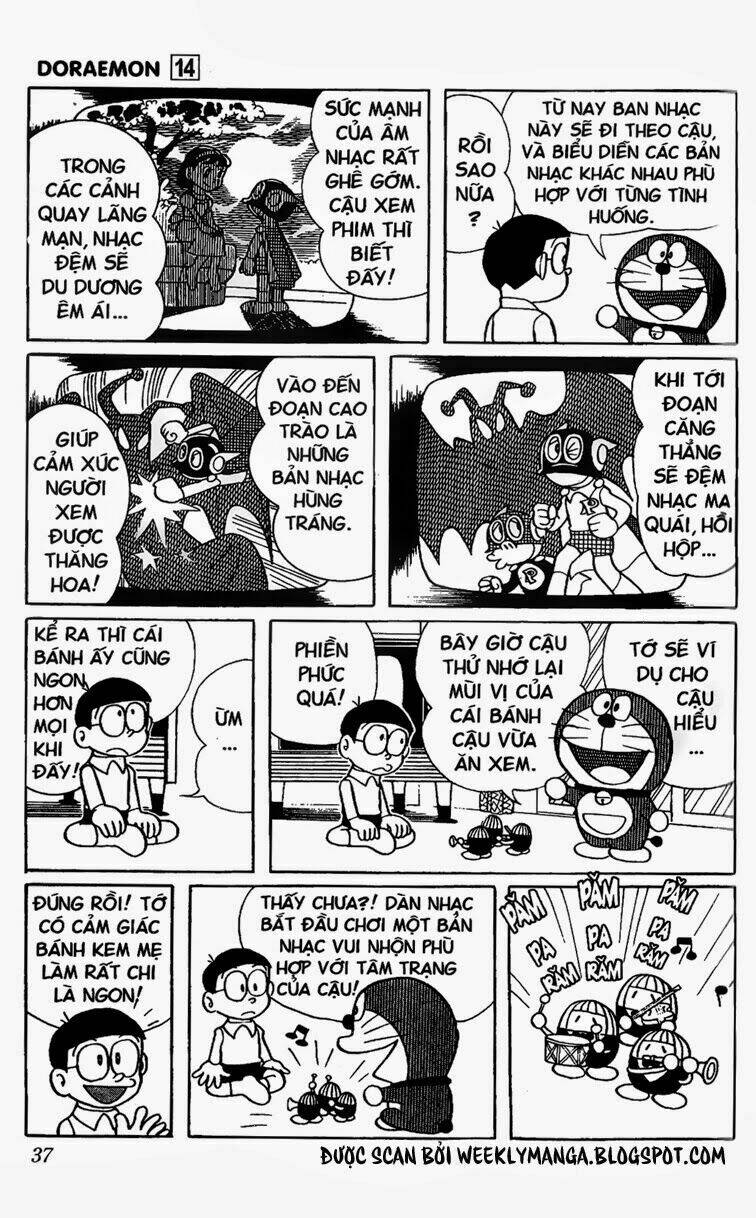 DORAEMON 14
TỪ NAY BAN NHẠC
NÀY SẼ ĐI THEO CẬU,
VÀ BIỂU DIỄN CÁC BẢN
NHẠC KHÁC NHAU PHÙ
HỢP VỚI TỪNG TÌNH
HUỐNG.
RỒI
SAO
NỮA
?
SỨC MẠNH
CỦA ÂM
NHẠC RẤT
GHÊ GỚM.
CẬU XEM
PHIM THÌ
BIẾT
ĐẤY!
TRONG
CÁC CẢNH
QUAY LÃNG
MẠN, NHẠC
ĐỆM SẼ
DU DƯƠNG
ÊM ÁI...
KHI TỚI
ĐOẠN
CĂNG
THẲNG
SẼ ĐỆM
NHẠC MA
QUÁI, HỒI
HỘP...
VÀO ĐẾN
ĐOẠN CAO
TRÀO LÀ
NHỮNG
BẢN NHẠC
HÙNG
TRÁNG.
GIÚP
CẢM XÚC
NGƯỜI
XEM
ĐƯỢC
THĂNG
HOA!
TỚ SẼ VÍ
DỤ CHO
CẬU
HIỂU
...
BÂY GIỜ CẬU
THỬ NHỚ LẠI
MÙI VỊ CỦA
CÁI BÁNH
CẬU VỪA
ĂN XEM.
PHIỀN
PHỨC
QUÁ!
ỪM
...
KỂ RA THÌ CÁI
BÁNH ẤY CŨNG
NGON
HƠN
MỌI
KHI
ĐẤY!
PĂM
PA
RĂM
PĂM
PA
RĂM
PĂM
PA
RĂM
THẤY CHƯA?! DÀN NHẠC
BẮT ĐẦU CHƠI MỘT BẢN
NHẠC VUI NHỘN PHÙ
HỢP VỚI TÂM TRẠNG
CỦA CẬU!
ĐÚNG RỒI! TỚ
CÓ CẢM GIÁC
BÁNH KEM MẸ
LÀM RẤT CHI
LÀ NGON!
37
ĐƯỢC SCAN BỞI WEEKLYMANGA.BLOGSPOT.COM